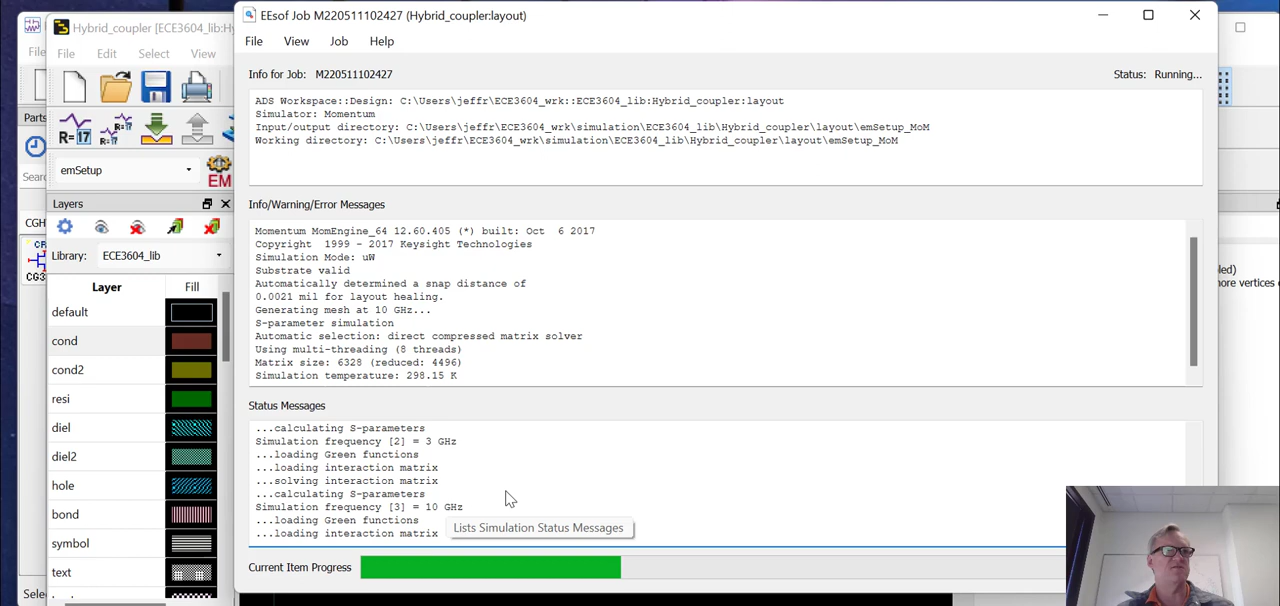 Hybrid_coupler [ECE3604_lib:Hy
File Edit Select View
Parts
R=17
emSetup
EM
Layers
CGH
Library: ECE3604_lib
CG3
Layer Fill
default
cond
cond2
resi
diel
diel2
hole
bond
symbol
text
EEsof Job M220511102427 (Hybrid_coupler:layout)
File View Job Help
Info for Job: M220511102427 Status: Running...
ADS Workspace::Design: C:\Users\jeffr\ECE3604_wrk::ECE3604_lib:Hybrid_coupler:layout
Simulator: Momentum
Input/output directory: C:\Users\jeffr\ECE3604_wrk\simulation\ECE3604_lib\Hybrid_coupler\layout\emSetup_MoM
Working directory: C:\Users\jeffr\ECE3604_wrk\simulation\ECE3604_lib\Hybrid_coupler\layout\emSetup_MoM
Info/Warning/Error Messages
Momentum MomEngine_64 12.60.405 (*) built: Oct 6 2017
Copyright 1999 - 2017 Keysight Technologies
Simulation Mode: uW
Substrate valid
Automatically determined a snap distance of
0.0021 mil for layout healing.
Generating mesh at 10 GHz...
S-parameter simulation
Automatic selection: direct compressed matrix solver
Using multi-threading (8 threads)
Matrix size: 6328 (reduced: 4496)
Simulation temperature: 298.15 K
Status Messages
...calculating S-parameters
Simulation frequency [2] = 3 GHz
...loading Green functions
...loading interaction matrix
...solving interaction matrix
...calculating S-parameters
Simulation frequency [3] = 10 GHz
...loading Green functions
Lists Simulation Status Messages
...loading interaction matrix
Current Item Progress